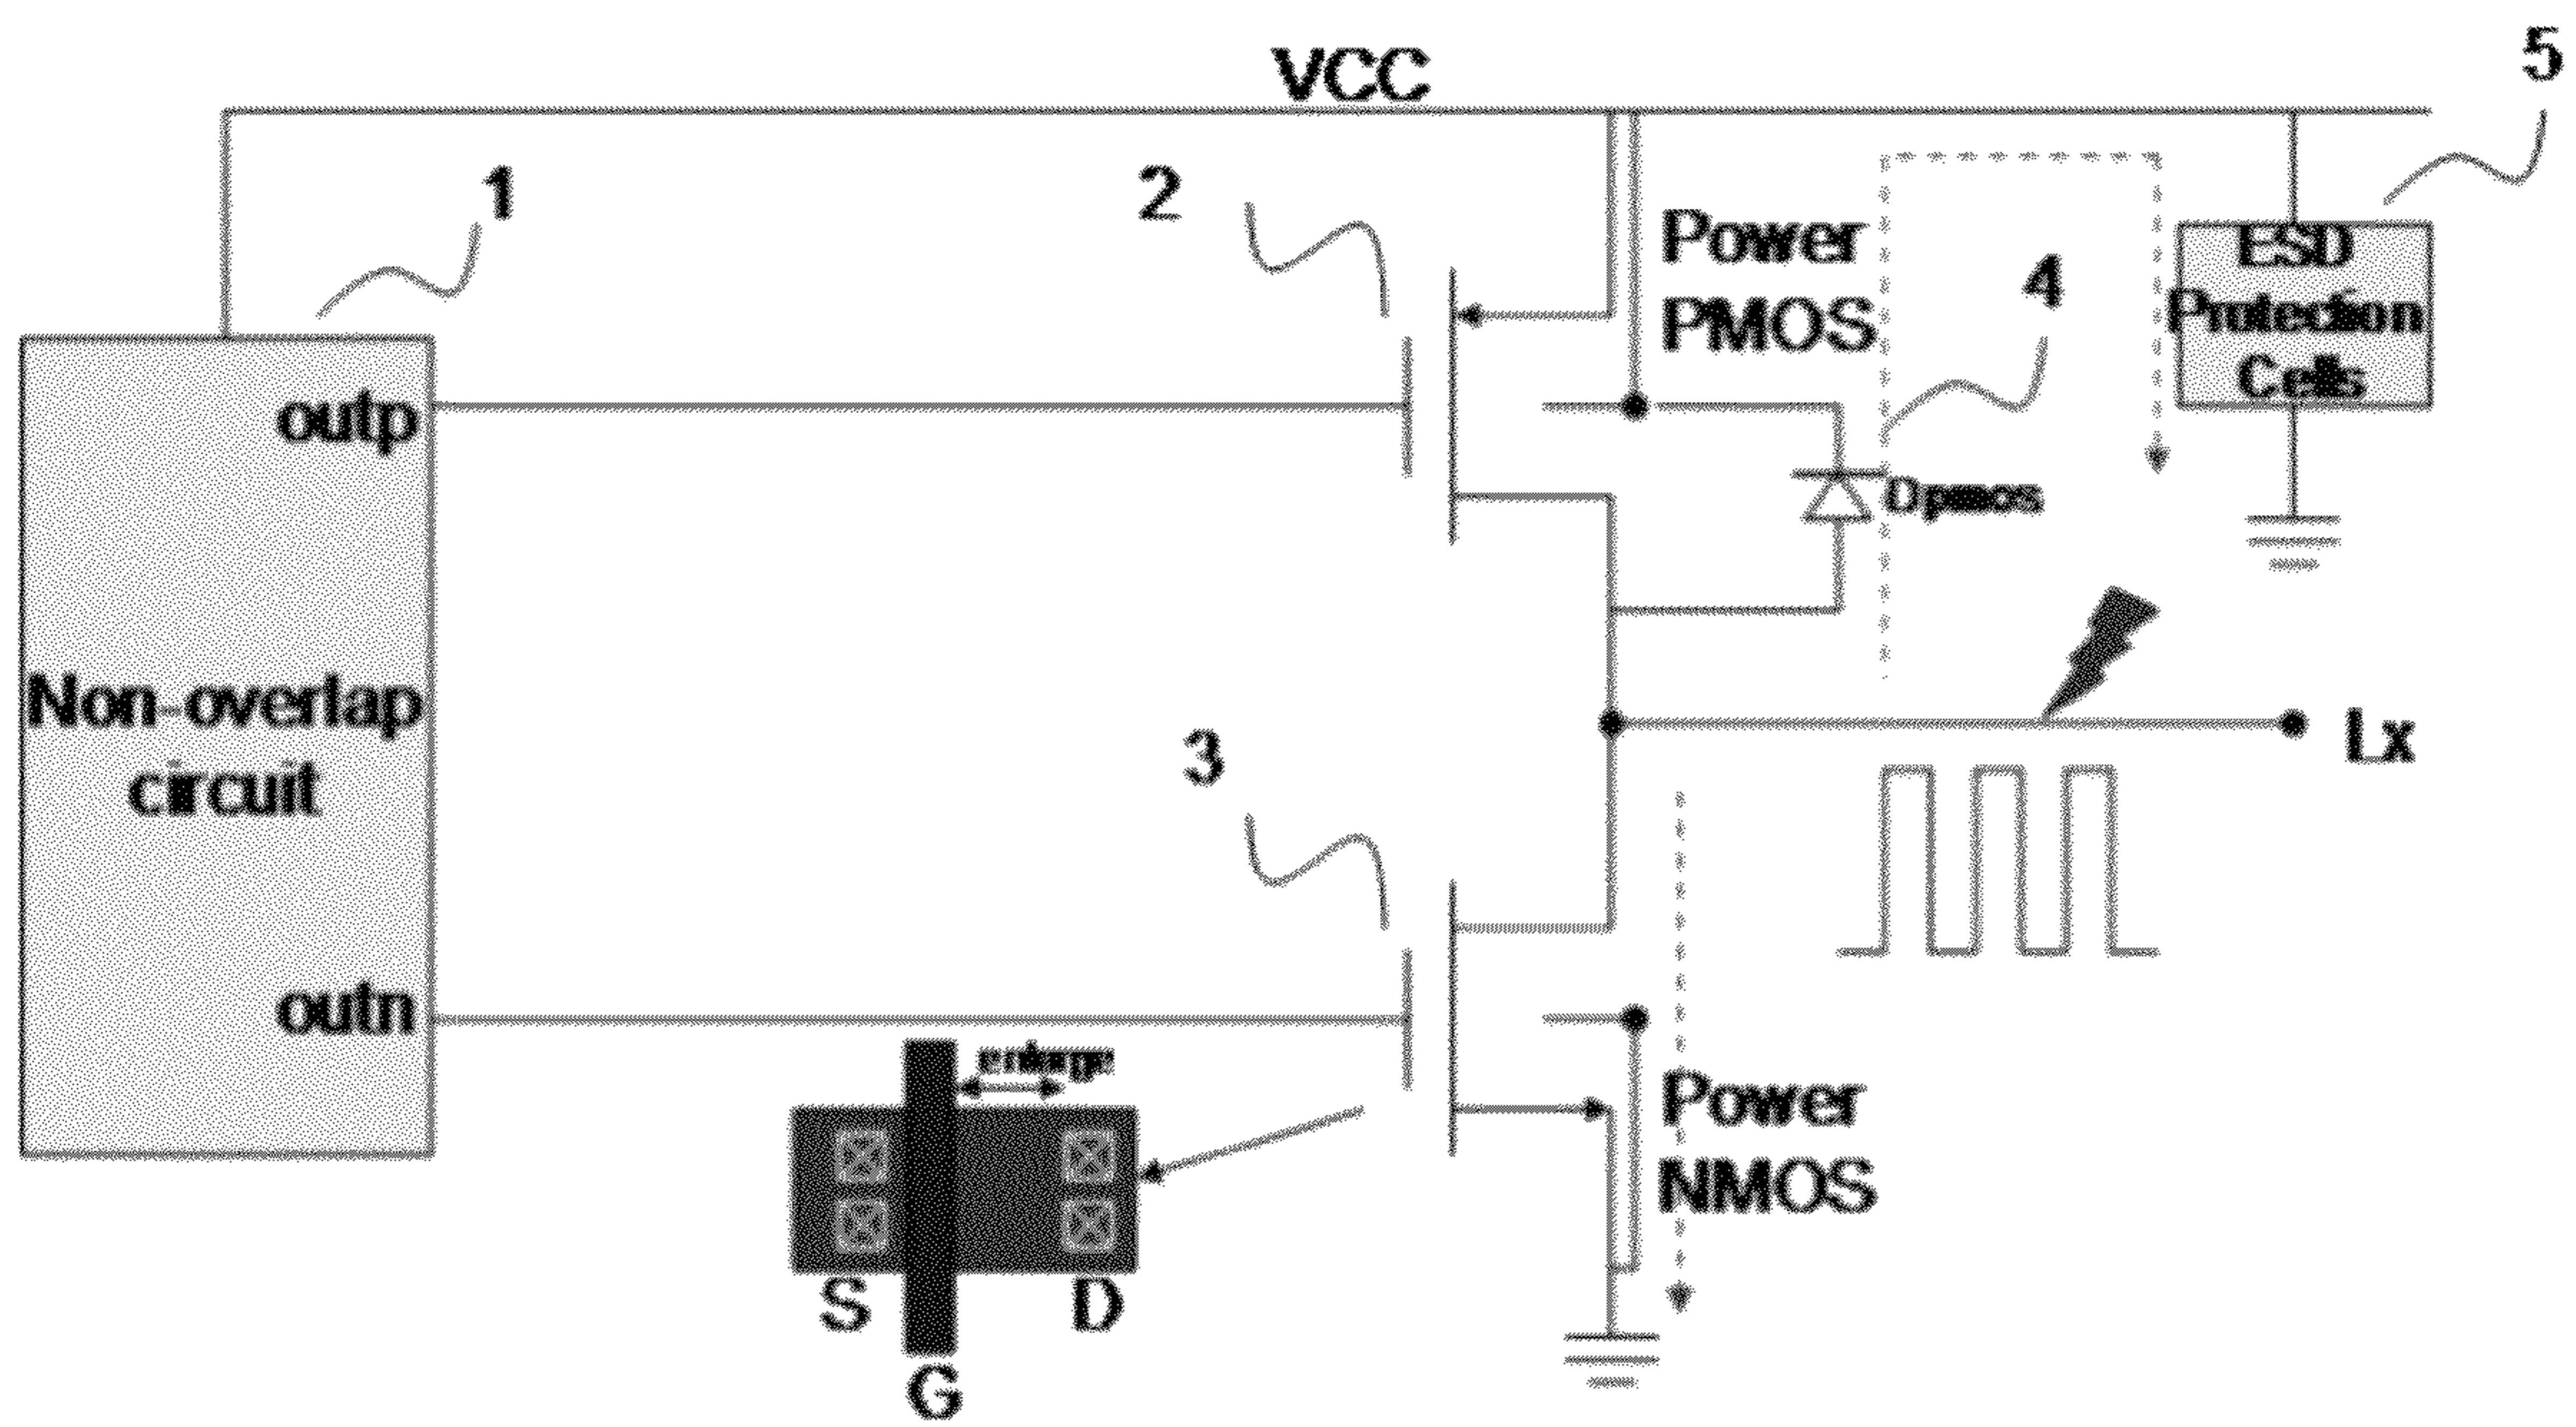 VCC
5
1
2
Power
PMOS
4
ESD
Protection
Cells
outp
Dpmos
Non-overlap
circuit
Lx
3
outn
enlarge
Power
NMOS
S
D
G